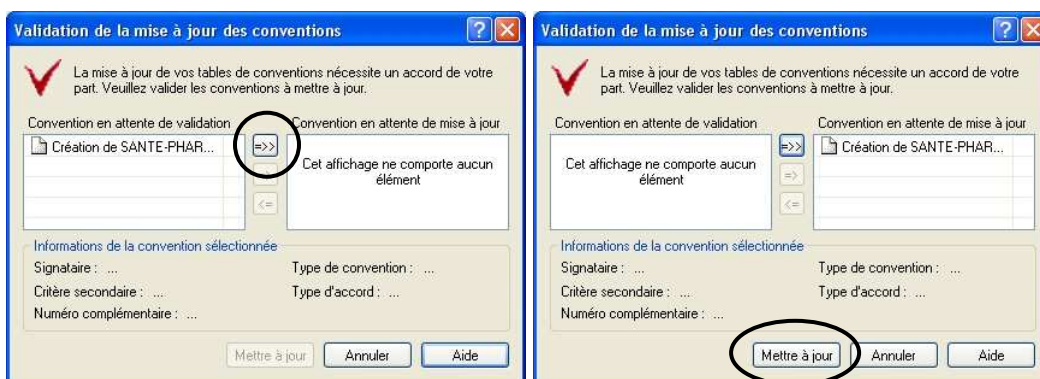 Validation de la mise à jour des conventions
La mise à jour de vos tables de conventions nécessite un accord de votre
part. Veuillez valider les conventions à mettre à jour.
Convention en attente de validation
Convention en attente de mise à jour
Création de SANTE-PHAR...
=>>
Cet affichage ne comporte aucun
élément
<=
Informations de la convention sélectionnée
Signataire : ...
Type de convention : ...
Critère secondaire : ...
Type d'accord : ...
Numéro complémentaire : ...
Mettre à jour
Annuler
Aide
Validation de la mise à jour des conventions
La mise à jour de vos tables de conventions nécessite un accord de votre
part. Veuillez valider les conventions à mettre à jour.
Convention en attente de validation
Convention en attente de mise à jour
Cet affichage ne comporte aucun
élément
=>>
=>
<=
Création de SANTE-PHAR...
Informations de la convention sélectionnée
Signataire : ...
Type de convention : ...
Critère secondaire : ...
Type d'accord : ...
Numéro complémentaire : ...
Mettre à jour
Annuler
Aide